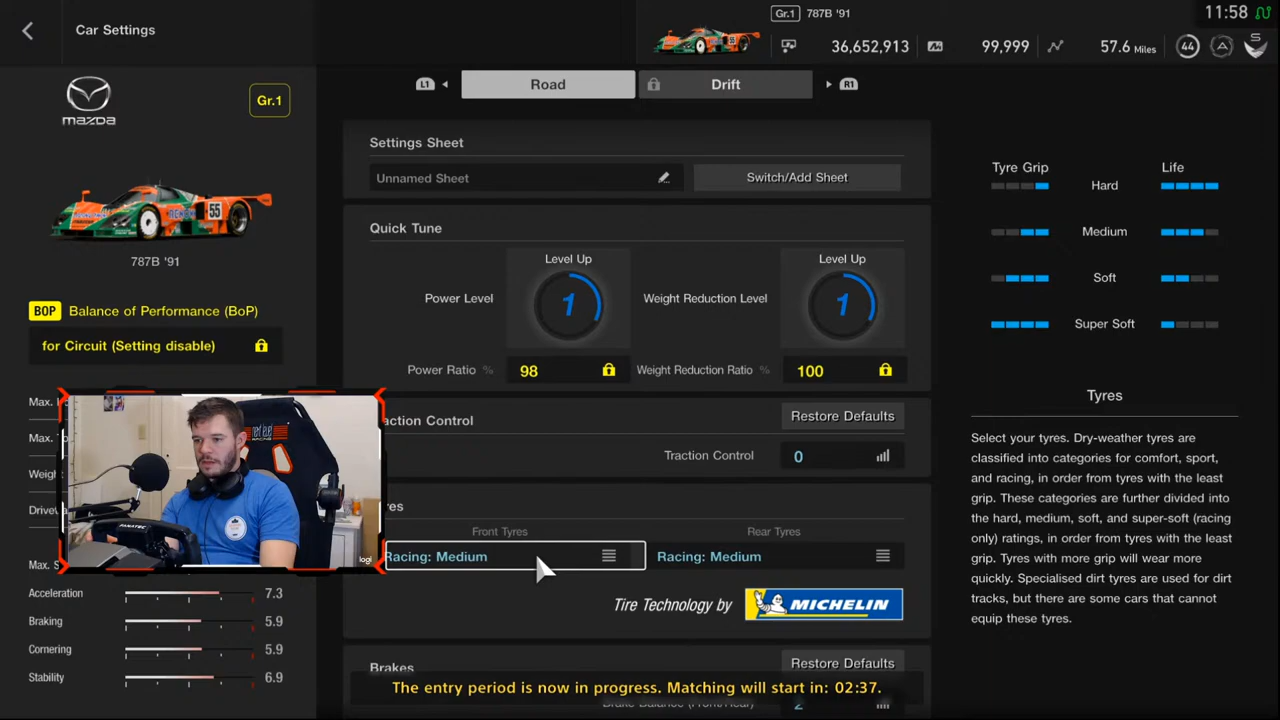 Car Settings
Gr.1 787B '91
36,652,913 99,999 57.6 Miles 44 A S
11:58
mazda
Gr.1
55
787B '91
BOP Balance of Performance (BoP)
for Circuit (Setting disable)
Max.
Max.
Weight
Max. S
Acceleration 7.3
Braking 5.9
Cornering 5.9
Stability 6.9
L1 Road Drift R1
Settings Sheet
Unnamed Sheet Switch/Add Sheet
Quick Tune
Level Up Level Up
Power Level 1 Weight Reduction Level 1
Power Ratio % 98 Weight Reduction Ratio % 100
action Control Restore Defaults
Traction Control 0
res
Front Tyres Rear Tyres
Racing: Medium Racing: Medium
Tire Technology by MICHELIN
Brakes Restore Defaults
The entry period is now in progress. Matching will start in: 02:37.
Brake Balance (Front/Rear) 2
FANATEC
logi
Tyre Grip Life
Hard
Medium
Soft
Super Soft
Tyres
Select your tyres. Dry-weather tyres are
classified into categories for comfort, sport,
and racing, in order from tyres with the least
grip. These categories are further divided into
the hard, medium, soft, and super-soft (racing
only) ratings, in order from tyres with the least
grip. Tyres with more grip will wear more
quickly. Specialised dirt tyres are used for dirt
tracks, but there are some cars that cannot
equip these tyres.